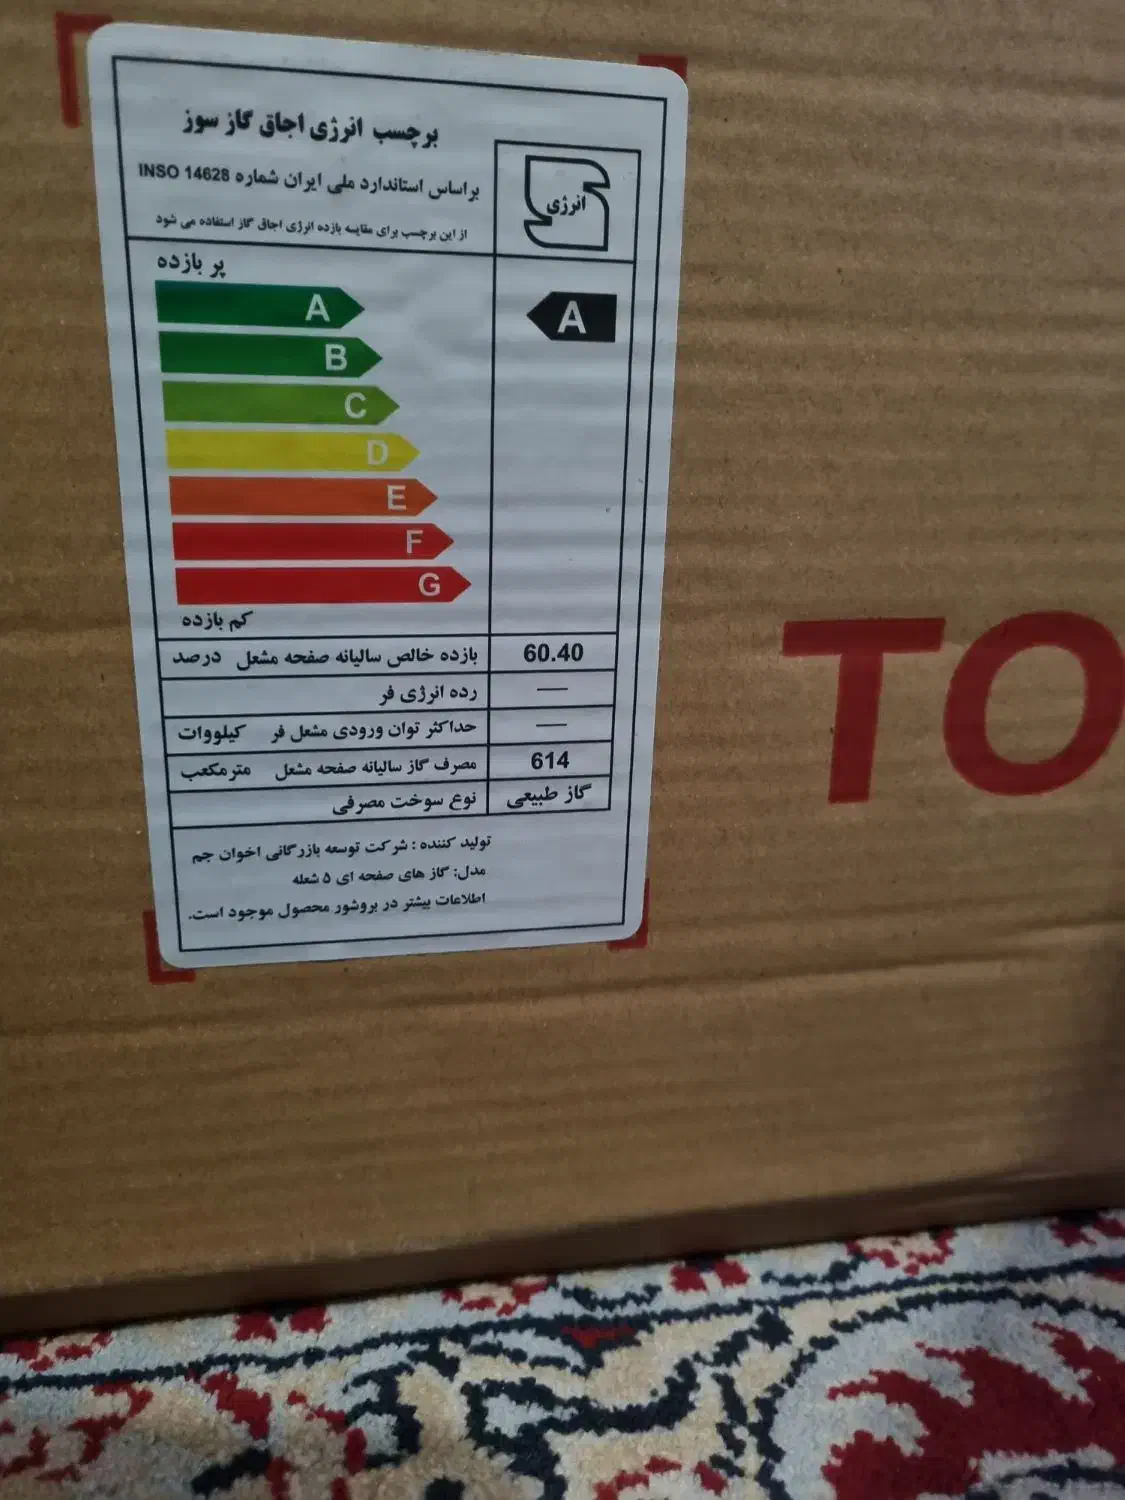 برچسب انرژی اجاق گاز سوز
براساس استاندارد ملی ایران شماره INSO 14628
از این برچسب برای مقایسه بازده انرژی اجاق گاز استفاده می شود
انرژی
پر بازده
A
A
B
C
D
E
F
G
کم بازده
بازده خالص سالیانه صفحه مشعل درصد 60.40
رده انرژی فر —
حداکثر توان ورودی مشعل فر کیلووات —
مصرف گاز سالیانه صفحه مشعل مترمکعب 614
نوع سوخت مصرفی گاز طبیعی
تولید کننده : شرکت توسعه بازرگانی اخوان جم
مدل: گاز های صفحه ای ۵ شعله
اطلاعات بیشتر در بروشور محصول موجود است.
TO